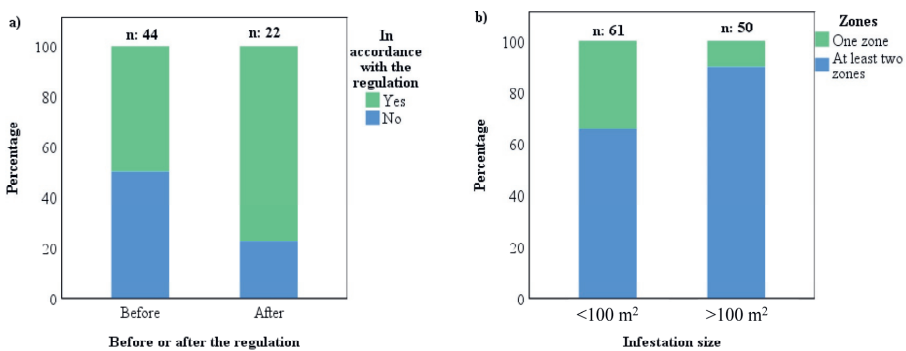 a)
n: 44
n: 22
In
accordance
with the
regulation
Yes
No
Percentage
100
80
60
40
20
0
Before
After
Before or after the regulation
b)
n: 61
n: 50
Zones
One zone
At least two
zones
Percentage
100
80
60
40
20
0
<100 m²
>100 m²
Infestation size